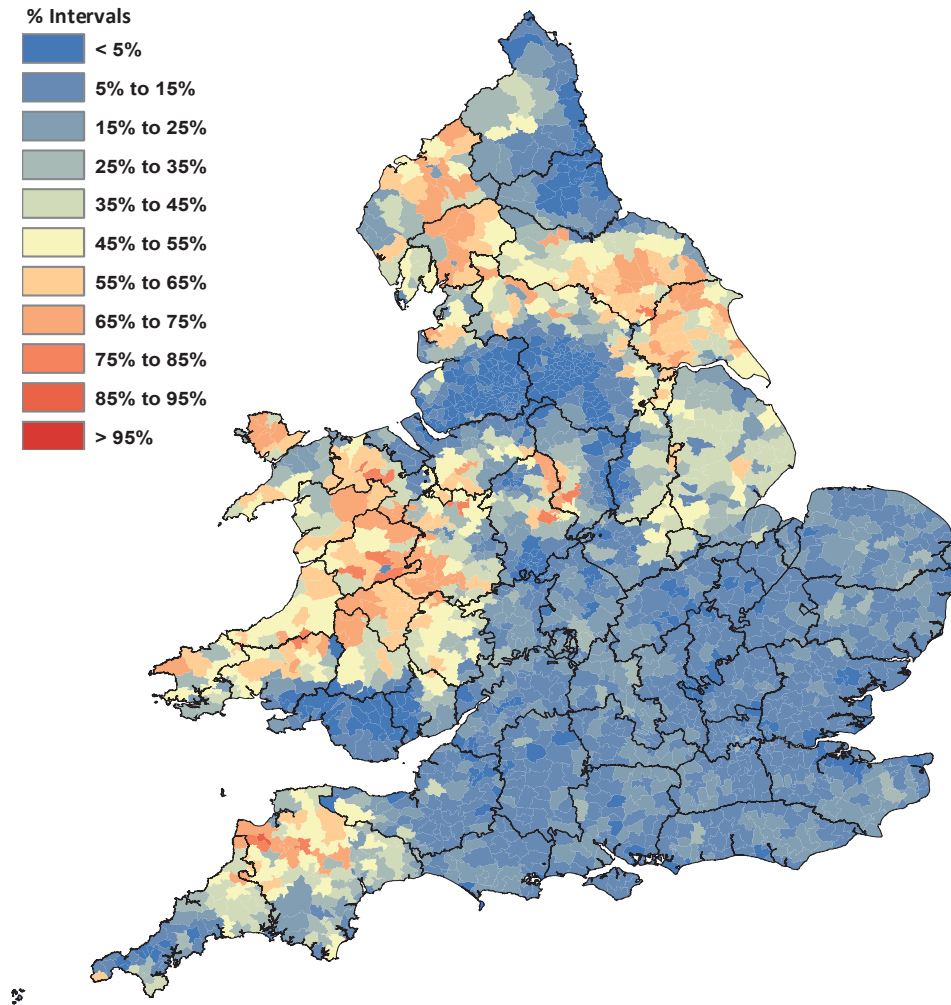 % Intervals
< 5%
5% to 15%
15% to 25%
25% to 35%
35% to 45%
45% to 55%
55% to 65%
65% to 75%
75% to 85%
85% to 95%
> 95%